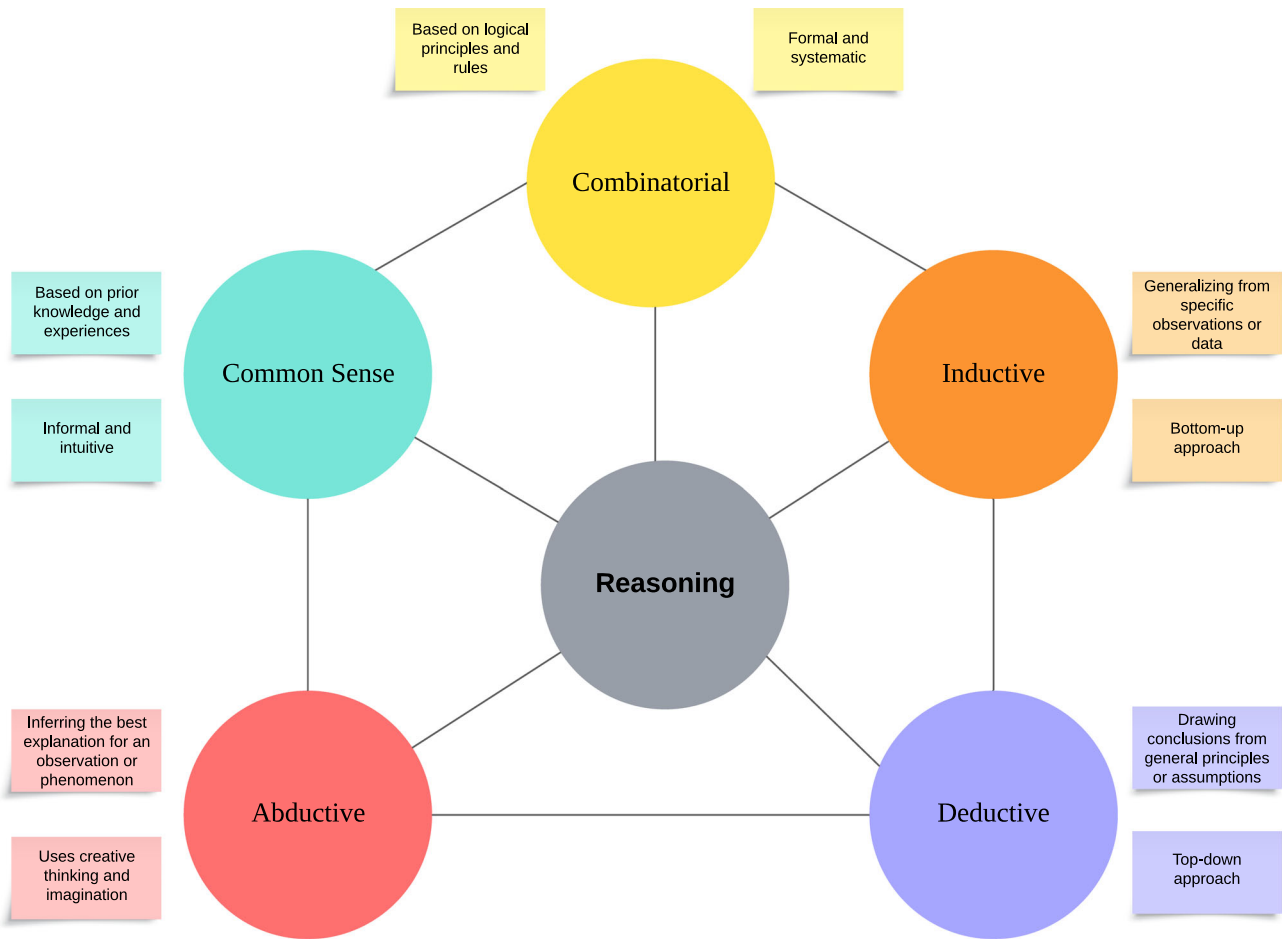 Based on logical
principles and
rules
Formal and
systematic
Combinatorial
Based on prior
knowledge and
experiences
Informal and
intuitive
Common Sense
Inductive
Generalizing from
specific
observations or
data
Bottom-up
approach
Reasoning
Inferring the best
explanation for an
observation or
phenomenon
Uses creative
thinking and
imagination
Abductive
Deductive
Drawing
conclusions from
general principles
or assumptions
Top-down
approach